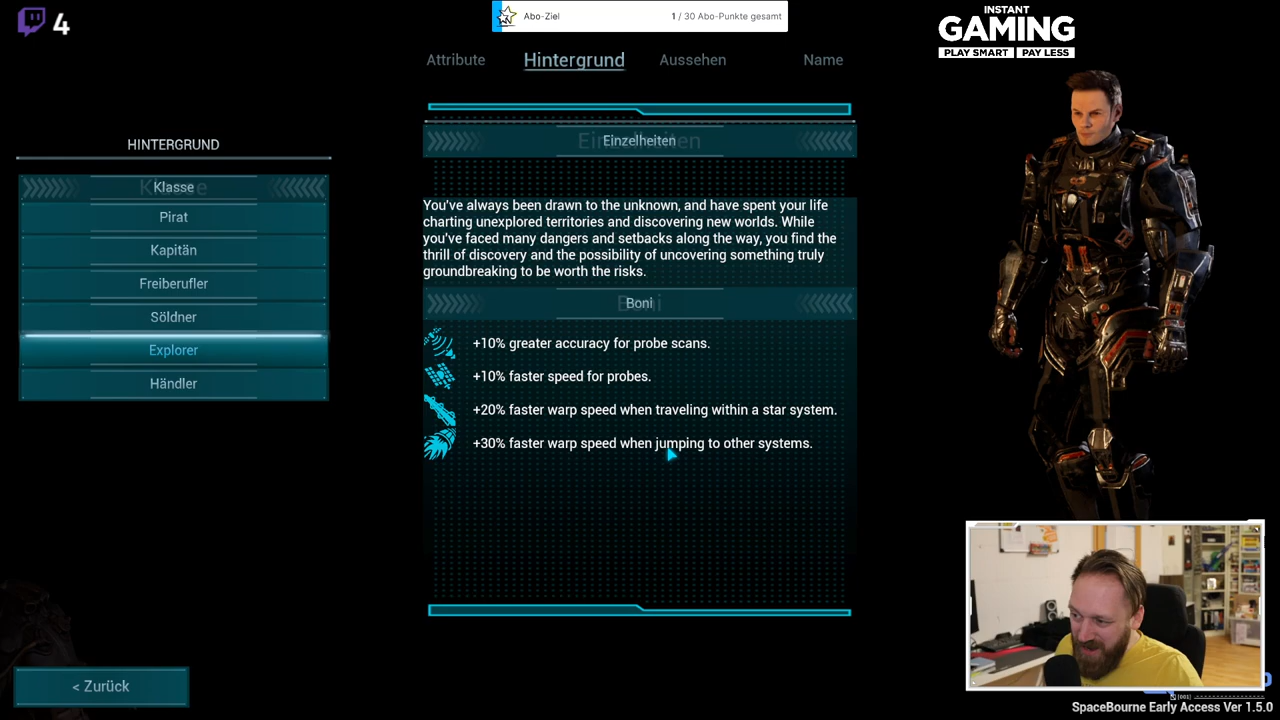 4
Abo-Ziel
1 / 30 Abo-Punkte gesamt
INSTANT
GAMING
PLAY SMART | PAY LESS
Attribute
Hintergrund
Aussehen
Name
HINTERGRUND
Klasse
Pirat
Kapitän
Freiberufler
Söldner
Explorer
Händler
Einzelheiten
You've always been drawn to the unknown, and have spent your life
charting unexplored territories and discovering new worlds. While
you've faced many dangers and setbacks along the way, you find the
thrill of discovery and the possibility of uncovering something truly
groundbreaking to be worth the risks.
Boni
+10% greater accuracy for probe scans.
+10% faster speed for probes.
+20% faster warp speed when traveling within a star system.
+30% faster warp speed when jumping to other systems.
< Zurück
SpaceBourne Early Access Ver 1.5.0